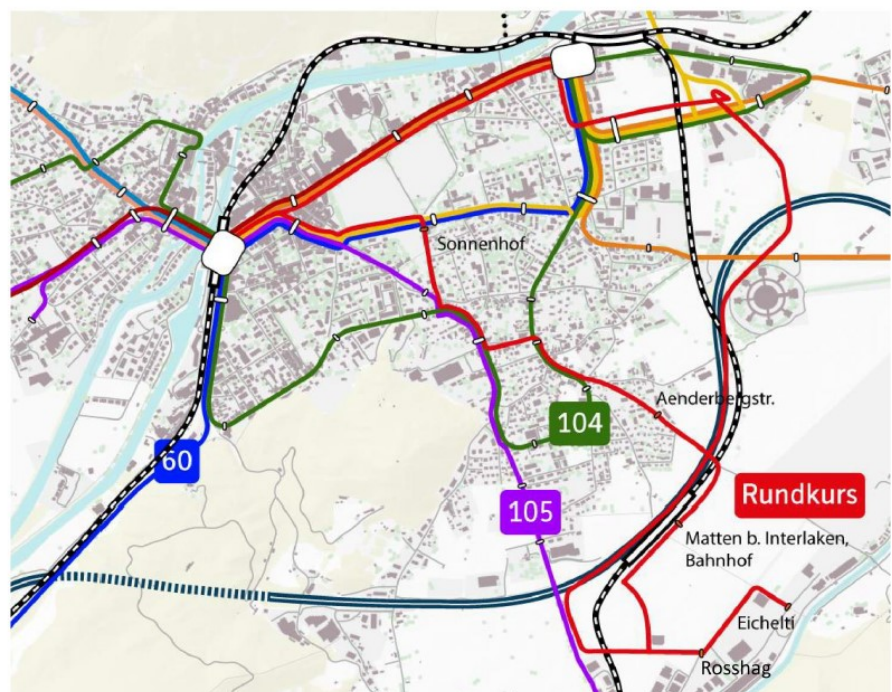 Sonnenhof
Aenderbergstr.
104
60
Rundkurs
105
Matten b. Interlaken,
Bahnhof
Eichelti
Rosshag